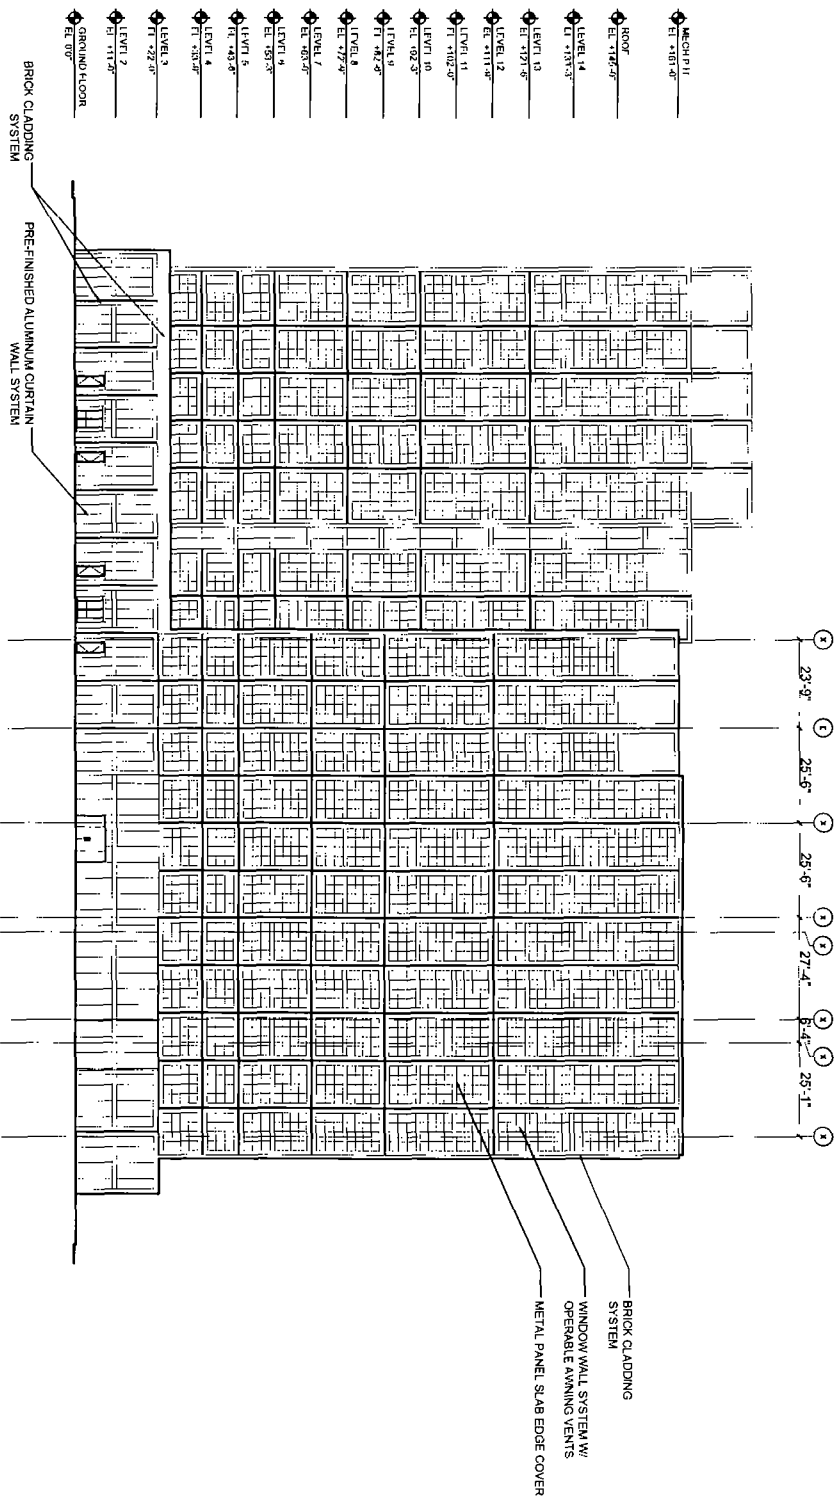 MECH P.H.
EL +161'-0"
ROOF
EL +145'-0"
LEVEL 14
EL +133'-3"
LEVEL 13
EL +121'-6"
LEVEL 12
EL +111'-9"
LEVEL 11
EL +102'-0"
LEVEL 10
EL +92'-3"
LEVEL 9
EL +82'-6"
LEVEL 8
EL +72'-9"
LEVEL 7
EL +63'-0"
LEVEL 6
EL +53'-3"
LEVEL 5
EL +43'-6"
LEVEL 4
EL +33'-0"
LEVEL 3
EL +22'-0"
LEVEL 2
EL +11'-0"
GROUND FLOOR
EL 0'0"
BRICK CLADDING
SYSTEM
PRE-FINISHED ALUMINUM CURTAIN
WALL SYSTEM
X
23'-9"
25'-6"
X
25'-6"
X
X
27'-4"
X
6'-4"
X
25'-1"
X
BRICK CLADDING
SYSTEM
WINDOW WALL SYSTEM W/
OPERABLE AWNING VENTS
METAL PANEL SLAB EDGE COVER